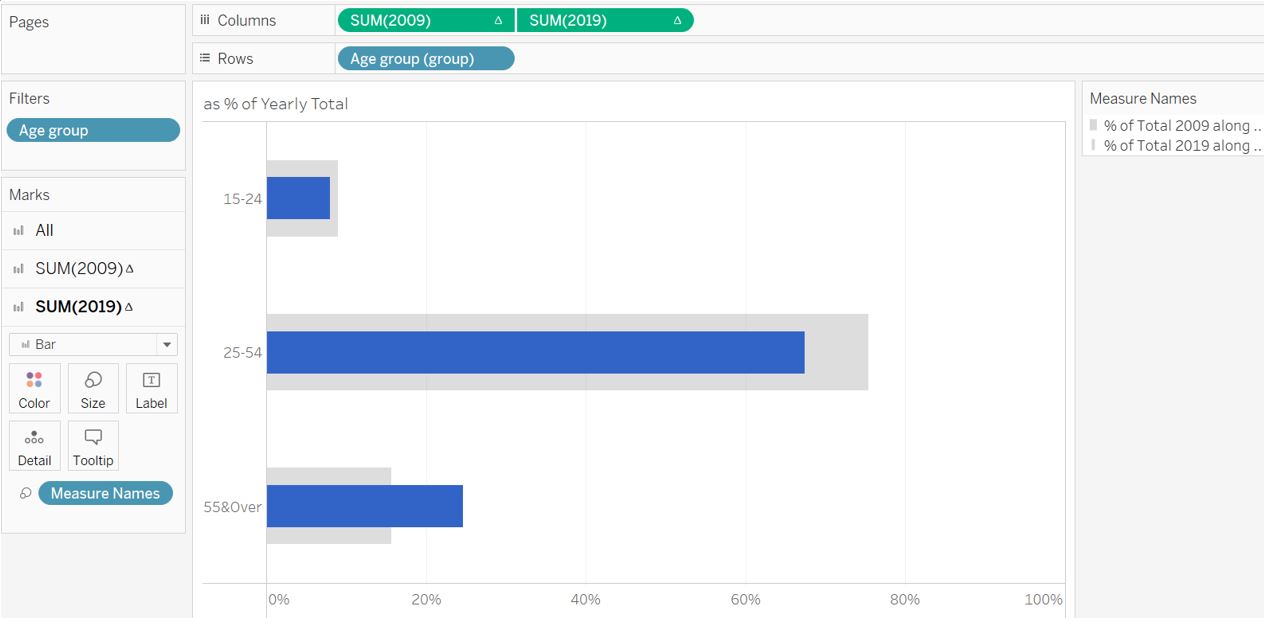 Pages
Columns
SUM(2009) Δ
SUM(2019) Δ
Rows
Age group (group)
Filters
Age group
Marks
All
SUM(2009) Δ
SUM(2019) Δ
Bar
Color
Size
T
Label
Detail
Tooltip
Measure Names
as % of Yearly Total
15-24
25-54
55&Over
0%
20%
40%
60%
80%
100%
Measure Names
% of Total 2009 along ..
% of Total 2019 along ..